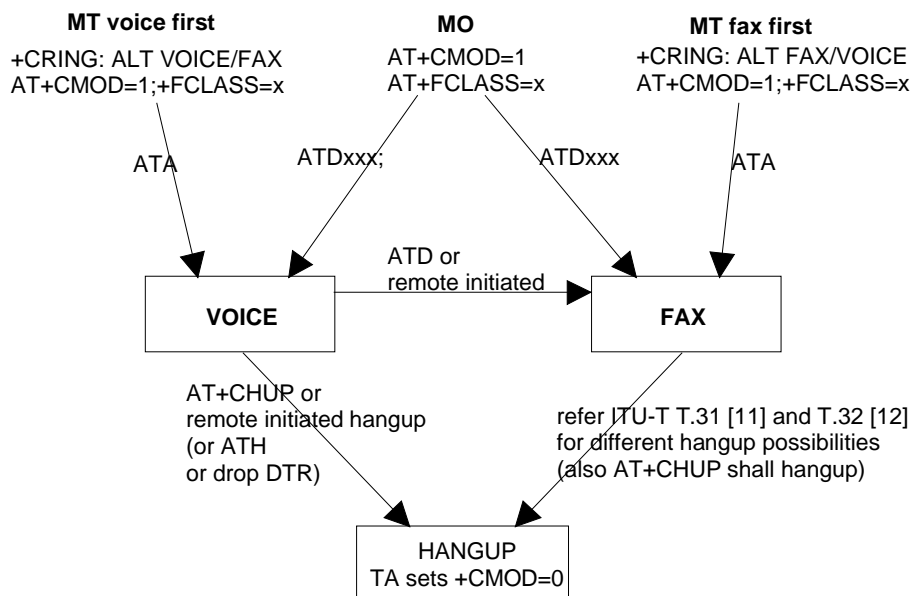 MT voice first
+CRING: ALT VOICE/FAX
AT+CMOD=1;+FCLASS=x
MO
AT+CMOD=1
AT+FCLASS=x
MT fax first
+CRING: ALT FAX/VOICE
AT+CMOD=1;+FCLASS=x
ATA
ATDxxx;
ATDxxx
ATA
ATD or
remote initiated
VOICE
FAX
AT+CHUP or
remote initiated hangup
(or ATH
or drop DTR)
refer ITU-T T.31 [11] and T.32 [12]
for different hangup possibilities
(also AT+CHUP shall hangup)
HANGUP
TA sets +CMOD=0